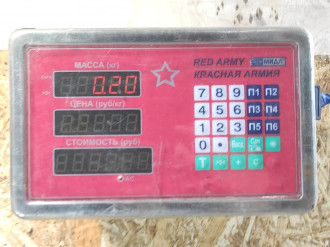 МАССА (кг)
0.20
ЦЕНА (руб/кг)
СТОИМОСТЬ (руб)
RED ARMY
КРАСНАЯ АРМИЯ
МИДЛ
7 8 9 П1 П2
4 5 6 П3 П4
1 2 3 П5 П6
0
T C